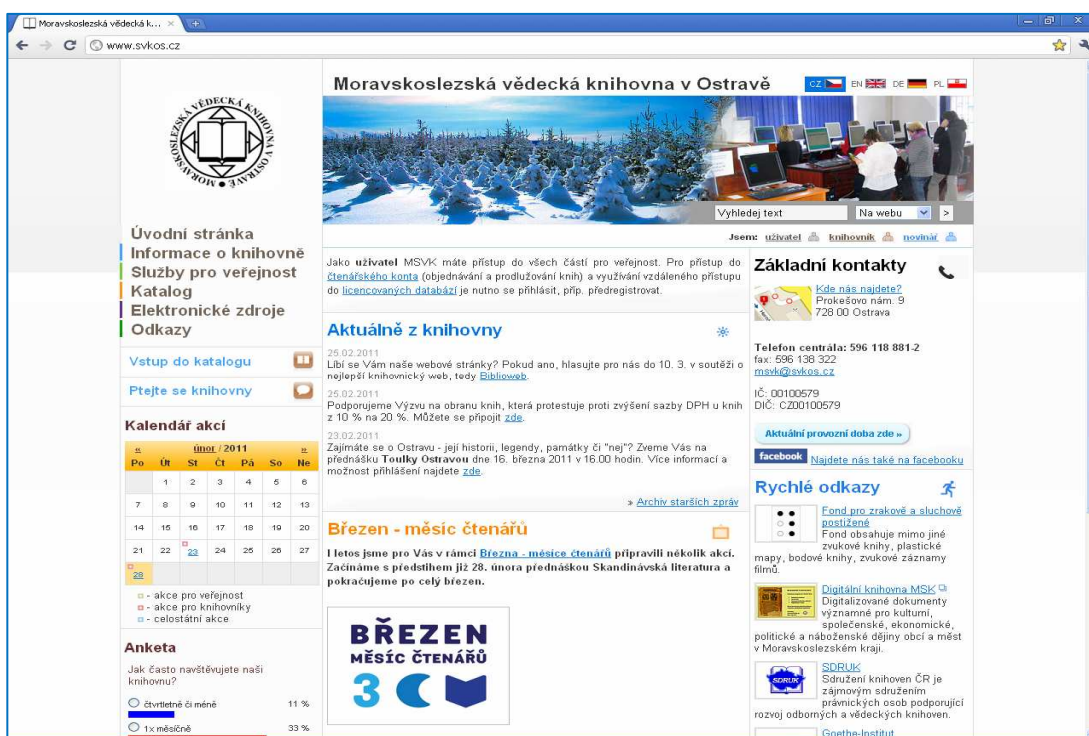 Moravskoslezská vědecká k...
www.svkos.cz
MORAVSKOSLEZSKÁ VĚDECKÁ KNIHOVNA V OSTRAVĚ
Úvodní stránka
Informace o knihovně
Služby pro veřejnost
Katalog
Elektronické zdroje
Odkazy
Vstup do katalogu
Ptejte se knihovny
Kalendář akcí
« únor / 2011 »
Po Út St Čt Pá So Ne
1 2 3 4 5 6
7 8 9 10 11 12 13
14 15 16 17 18 19 20
21 22 23 24 25 26 27
28
- akce pro veřejnost
- akce pro knihovníky
- celostátní akce
Anketa
Jak často navštěvujete naši
knihovnu?
čtvrtletně či méně 11 %
1x měsíčně 33 %
Moravskoslezská vědecká knihovna v Ostravě
CZ EN DE PL
Vyhledej text Na webu >
Jsem: uživatel knihovník novinář
Jako uživatel MSVK máte přístup do všech částí pro veřejnost. Pro přístup do
čtenářského konta (objednávání a prodlužování knih) a využívání vzdáleného přístupu
do licencovaných databází je nutno se přihlásit, příp. předregistrovat.
Aktuálně z knihovny
25.02.2011
Líbí se Vám naše webové stránky? Pokud ano, hlasujte pro nás do 10. 3. v soutěži o
nejlepší knihovnický web, tedy Biblioweb.
25.02.2011
Podporujeme Výzvu na obranu knih, která protestuje proti zvýšení sazby DPH u knih
z 10 % na 20 %. Můžete se připojit zde.
23.02.2011
Zajímáte se o Ostravu - její historii, legendy, památky či "nej"? Zveme Vás na
přednášku Toulky Ostravou dne 16. března 2011 v 16.00 hodin. Více informací a
možnost přihlášení najdete zde.
» Archiv starších zpráv
Březen - měsíc čtenářů
I letos jsme pro Vás v rámci Března - měsíce čtenářů připravili několik akcí.
Začínáme s předstihem již 28. února přednáškou Skandinávská literatura a
pokračujeme po celý březen.
BŘEZEN
MĚSÍC ČTENÁŘŮ
3
Základní kontakty
Kde nás najdete?
Prokešovo nám. 9
728 00 Ostrava
Telefon centrála: 596 118 881-2
fax: 596 138 322
msvk@svkos.cz
IČ: 00100579
DIČ: CZ00100579
Aktuální provozní doba zde »
facebook Najdete nás také na facebooku
Rychlé odkazy
Fond pro zrakově a sluchově
postižené
Fond obsahuje mimo jiné
zvukové knihy, plastické
mapy, bodové knihy, zvukové záznamy
filmů.
Digitální knihovna MSK
Digitalizované dokumenty
významné pro kulturní,
společenské, ekonomické,
politické a náboženské dějiny obcí a měst
v Moravskoslezském kraji.
SDRUK
SDRUK
Sdružení knihoven ČR je
zájmovým sdružením
právnických osob podporující
rozvoj odborných a vědeckých knihoven.
Goethe-Institut